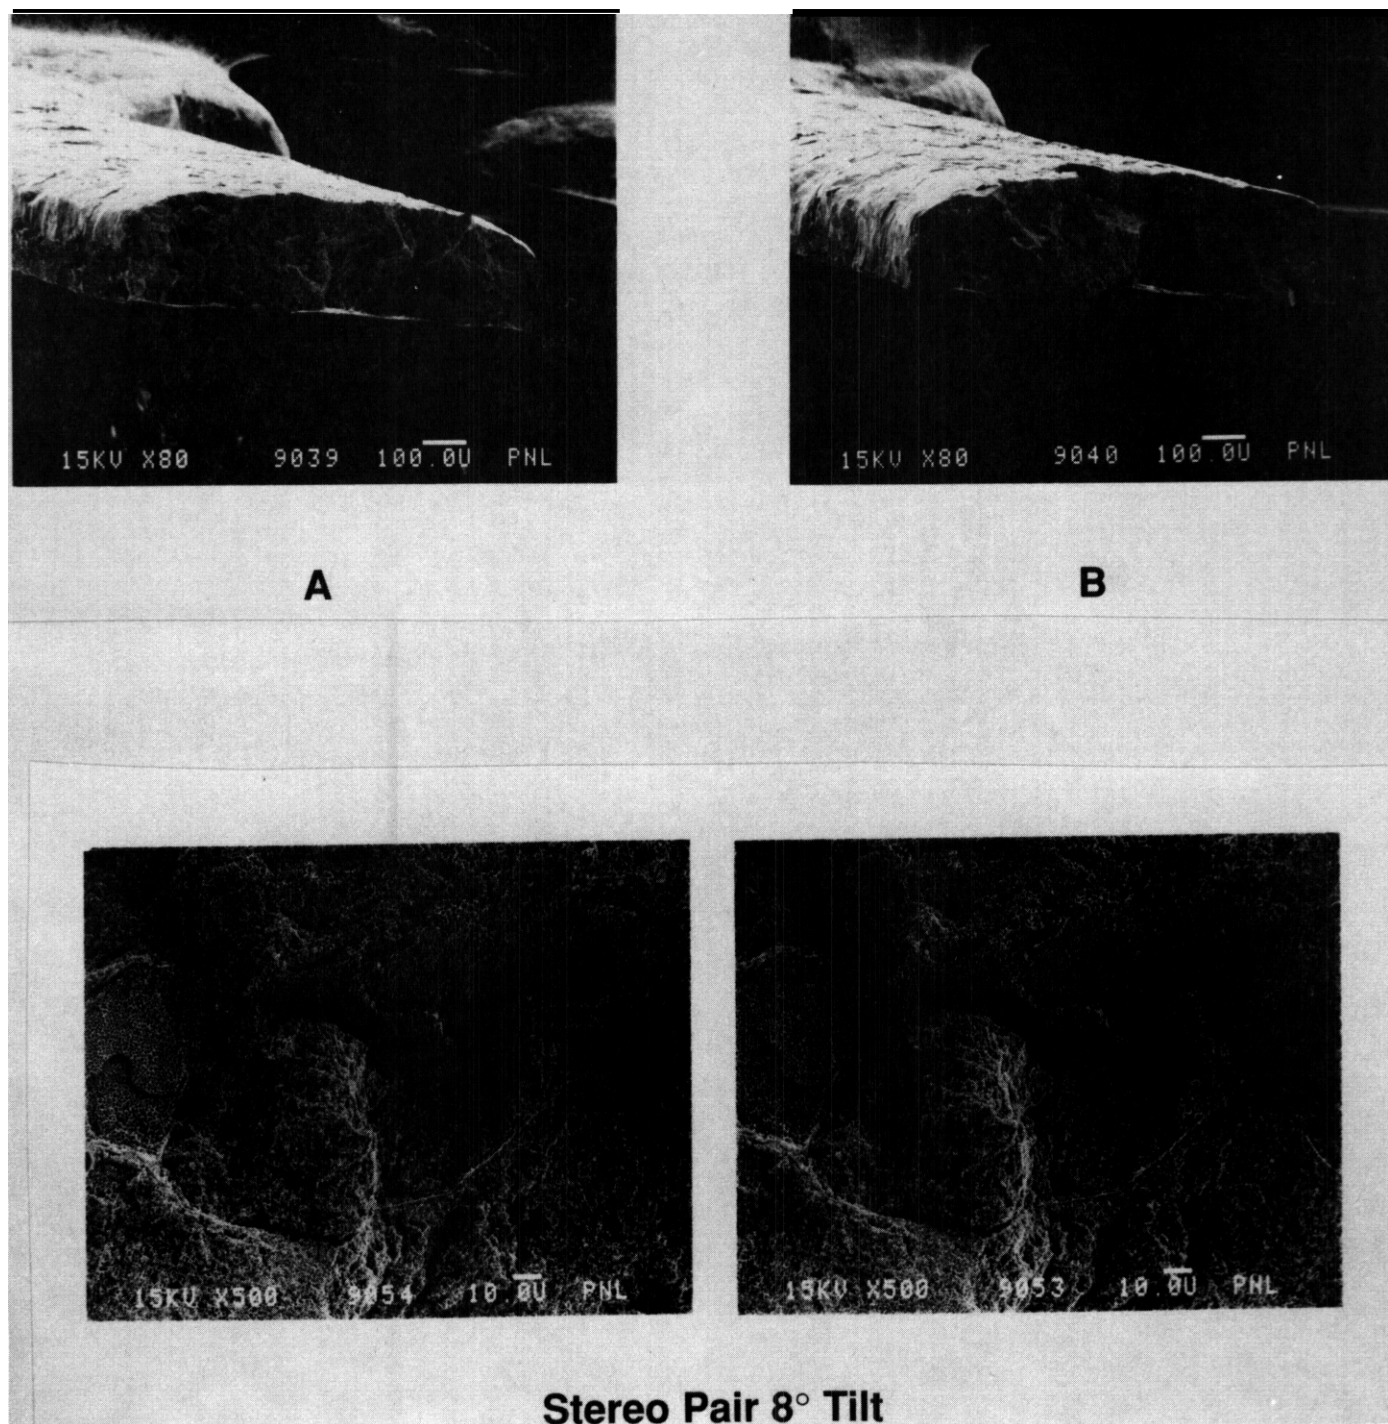 15KV X80 9039 100.0U PNL
15KV X80 9040 100.0U PNL
A
B
15KV X500 9054 10.0U PNL
15KV X500 9053 10.0U PNL
Stereo Pair 8° Tilt